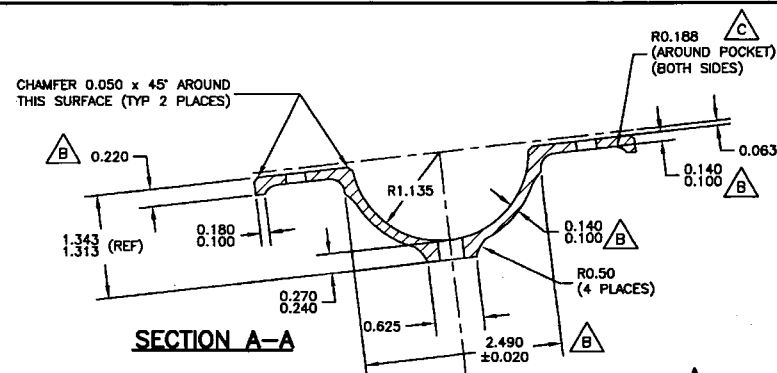 C
R0.188
(AROUND POCKET)
(BOTH SIDES)
CHAMFER 0.050 x 45° AROUND
THIS SURFACE (TYP 2 PLACES)
B 0.220
0.063
R1.135
0.140
0.100
B
0.180
0.100
0.140
0.100
B
1.343
1.313 (REF)
R0.50
(4 PLACES)
0.270
0.240
0.625
2.490
±0.020
B
SECTION A-A